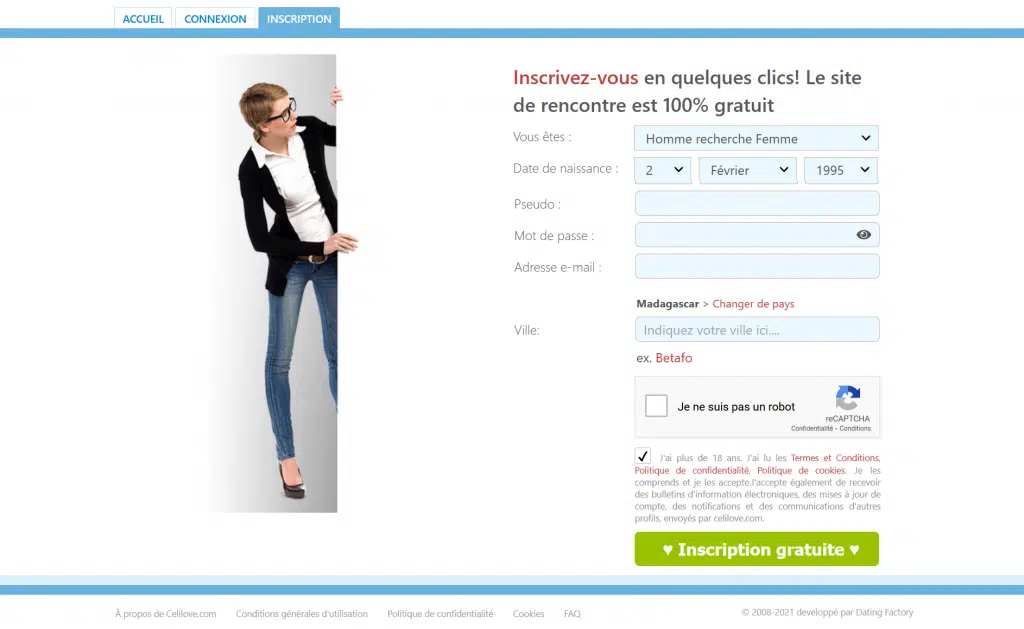 ACCUEIL CONNEXION INSCRIPTION
Inscrivez-vous en quelques clics! Le site
de rencontre est 100% gratuit
Vous êtes : Homme recherche Femme
Date de naissance : 2 Février 1995
Pseudo :
Mot de passe :
Adresse e-mail :
Madagascar > Changer de pays
Ville: Indiquez votre ville ici....
ex. Betafo
Je ne suis pas un robot
reCAPTCHA
Confidentialité - Conditions
J'ai plus de 18 ans. J'ai lu les Termes et Conditions,
Politique de confidentialité, Politique de cookies. Je les
comprends et je les accepte.J'accepte également de recevoir
des bulletins d'information électroniques, des mises à jour de
compte, des notifications et des communications d'autres
profils, envoyés par celilove.com.
♥ Inscription gratuite ♥
À propos de Celilove.com Conditions générales d'utilisation Politique de confidentialité Cookies FAQ © 2008-2021 developpé par Dating Factory